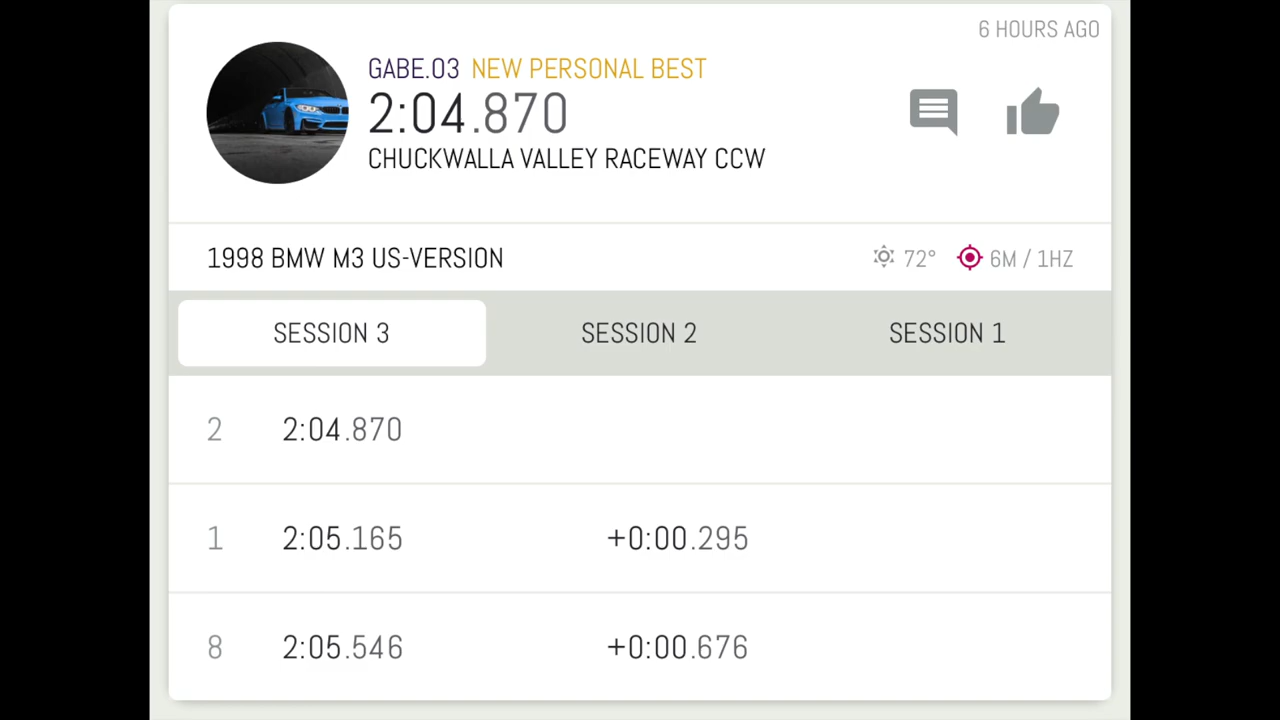 6 HOURS AGO
GABE.03 NEW PERSONAL BEST
2:04.870
CHUCKWALLA VALLEY RACEWAY CCW
1998 BMW M3 US-VERSION 72° 6M / 1HZ
SESSION 3 SESSION 2 SESSION 1
2 2:04.870
1 2:05.165 +0:00.295
8 2:05.546 +0:00.676